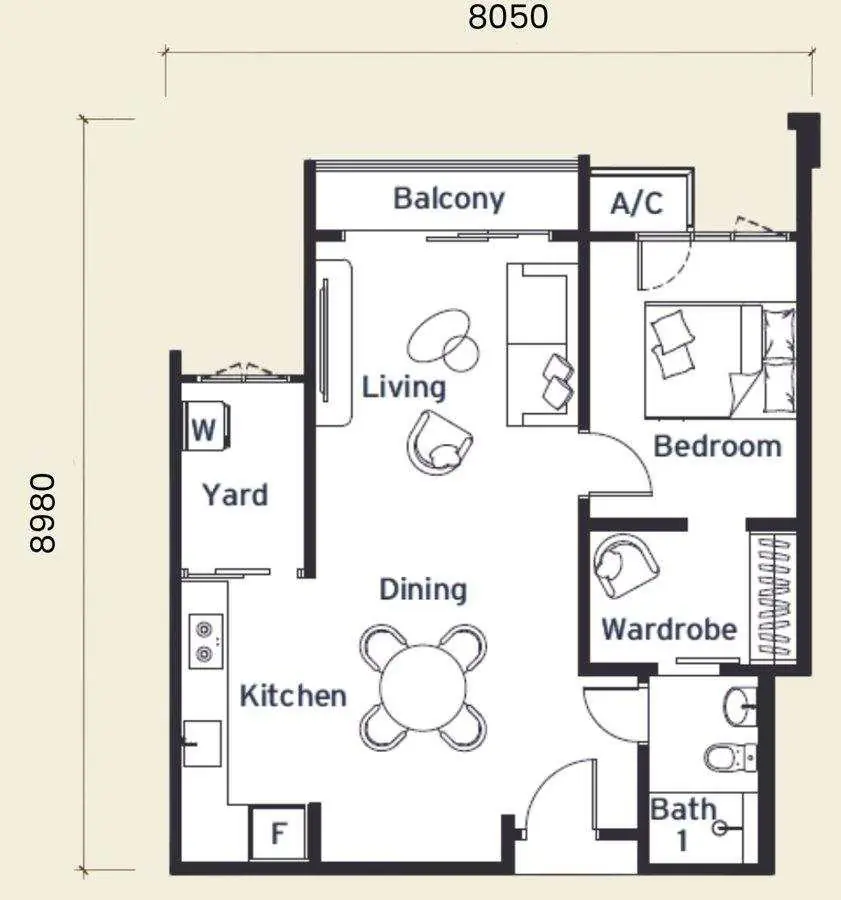 8050
Balcony
A/C
Living
W
Bedroom
Yard
8980
Dining
Wardrobe
Kitchen
Bath
1
F